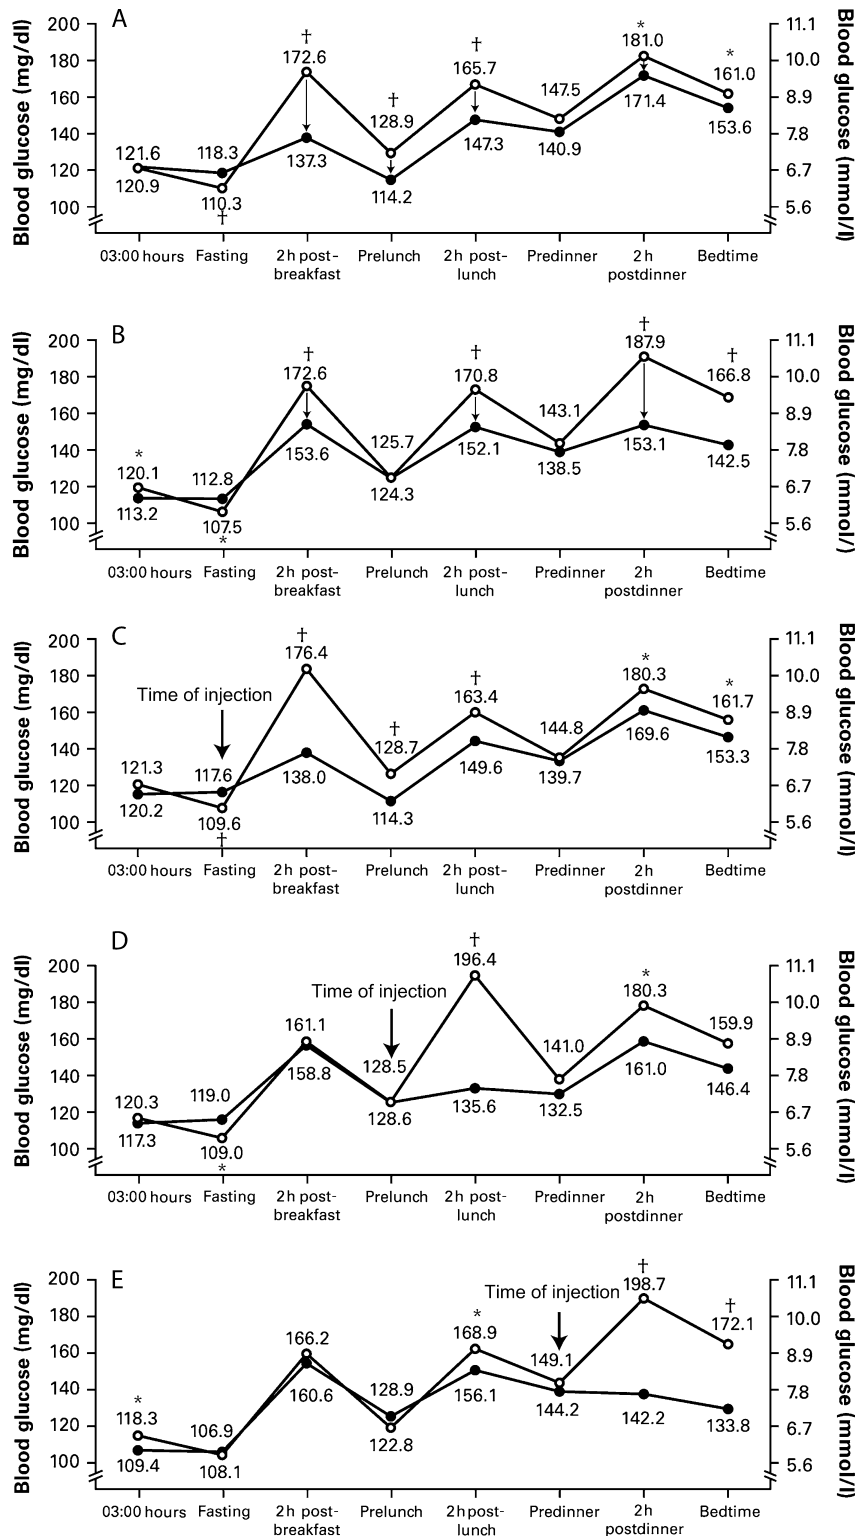 A
Blood glucose (mg/dl)
Blood glucose (mmol/l)
200
180
160
140
120
100
11.1
10.0
8.9
7.8
6.7
5.6
†
†
†
*
*
172.6
165.7
181.0
161.0
128.9
147.5
121.6
118.3
120.9
110.3
†
137.3
114.2
147.3
140.9
171.4
153.6
03:00 hours
Fasting
2h post-
breakfast
Prelunch
2h post-
lunch
Predinner
2h
postdinner
Bedtime
B
Blood glucose (mg/dl)
Blood glucose (mmol/)
200
180
160
140
120
100
11.1
10.0
8.9
7.8
6.7
5.6
*
†
†
†
†
120.1
112.8
172.6
125.7
170.8
143.1
187.9
166.8
113.2
107.5
*
153.6
124.3
152.1
138.5
153.1
142.5
03:00 hours
Fasting
2h post-
breakfast
Prelunch
2h post-
lunch
Predinner
2h
postdinner
Bedtime
C
Blood glucose (mg/dl)
Blood glucose (mmol/l)
200
180
160
140
120
100
11.1
10.0
8.9
7.8
6.7
5.6
Time of injection
†
†
†
*
*
121.3
117.6
176.4
128.7
163.4
144.8
180.3
161.7
120.2
109.6
†
138.0
114.3
149.6
139.7
169.6
153.3
03:00 hours
Fasting
2h post-
breakfast
Prelunch
2h post-
lunch
Predinner
2h
postdinner
Bedtime
D
Blood glucose (mg/dl)
Blood glucose (mmol/l)
200
180
160
140
120
100
11.1
10.0
8.9
7.8
6.7
5.6
Time of injection
†
*
120.3
119.0
161.1
128.5
196.4
141.0
180.3
159.9
117.3
109.0
*
158.8
128.6
135.6
132.5
161.0
146.4
03:00 hours
Fasting
2h post-
breakfast
Prelunch
2h post-
lunch
Predinner
2h
postdinner
Bedtime
E
Blood glucose (mg/dl)
Blood glucose (mmol/l)
200
180
160
140
120
100
11.1
10.0
8.9
7.8
6.7
5.6
Time of injection
*
*
†
†
118.3
106.9
166.2
128.9
168.9
149.1
198.7
172.1
109.4
108.1
160.6
122.8
156.1
144.2
142.2
133.8
03:00 hours
Fasting
2h post-
breakfast
Prelunch
2h post-
lunch
Predinner
2h
postdinner
Bedtime